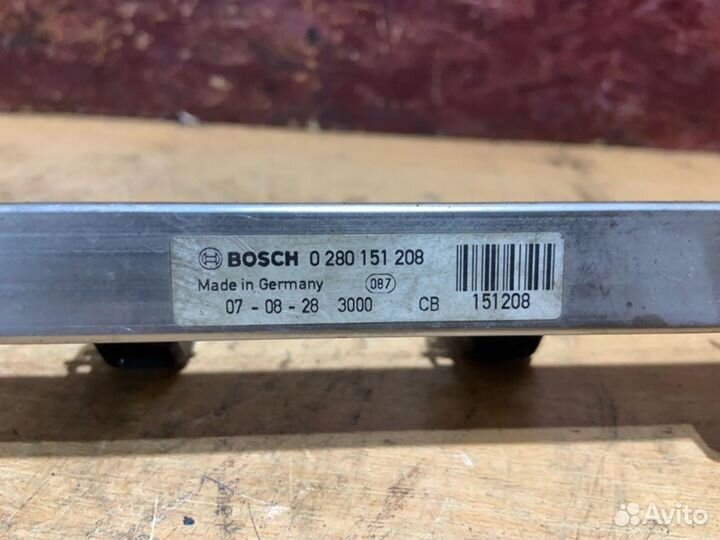 BOSCH 0 280 151 208
Made in Germany 087
07 - 08 - 28 3000 CB 151208
Avito